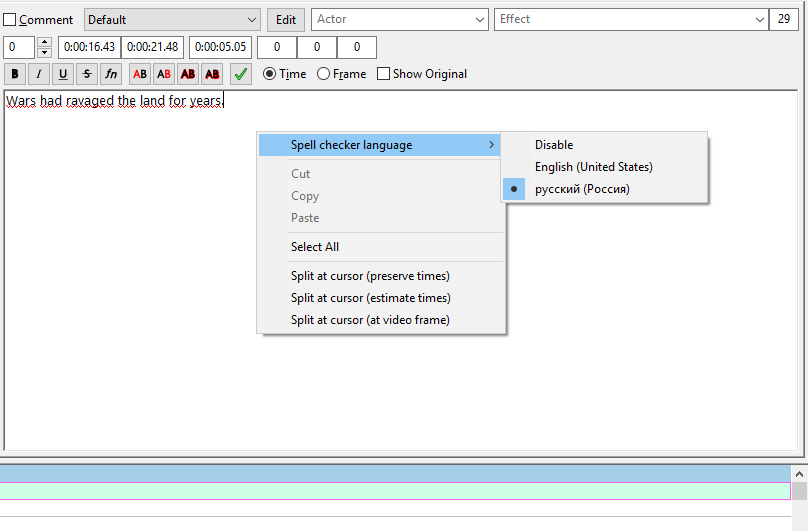 Comment Default Edit Actor Effect 29
0 0:00:16.43 0:00:21.48 0:00:05.05 0 0 0
B I U S fn AB AB AB AB Time Frame Show Original
Wars had ravaged the land for years.
Spell checker language
Disable
English (United States)
русский (Россия)
Cut
Copy
Paste
Select All
Split at cursor (preserve times)
Split at cursor (estimate times)
Split at cursor (at video frame)